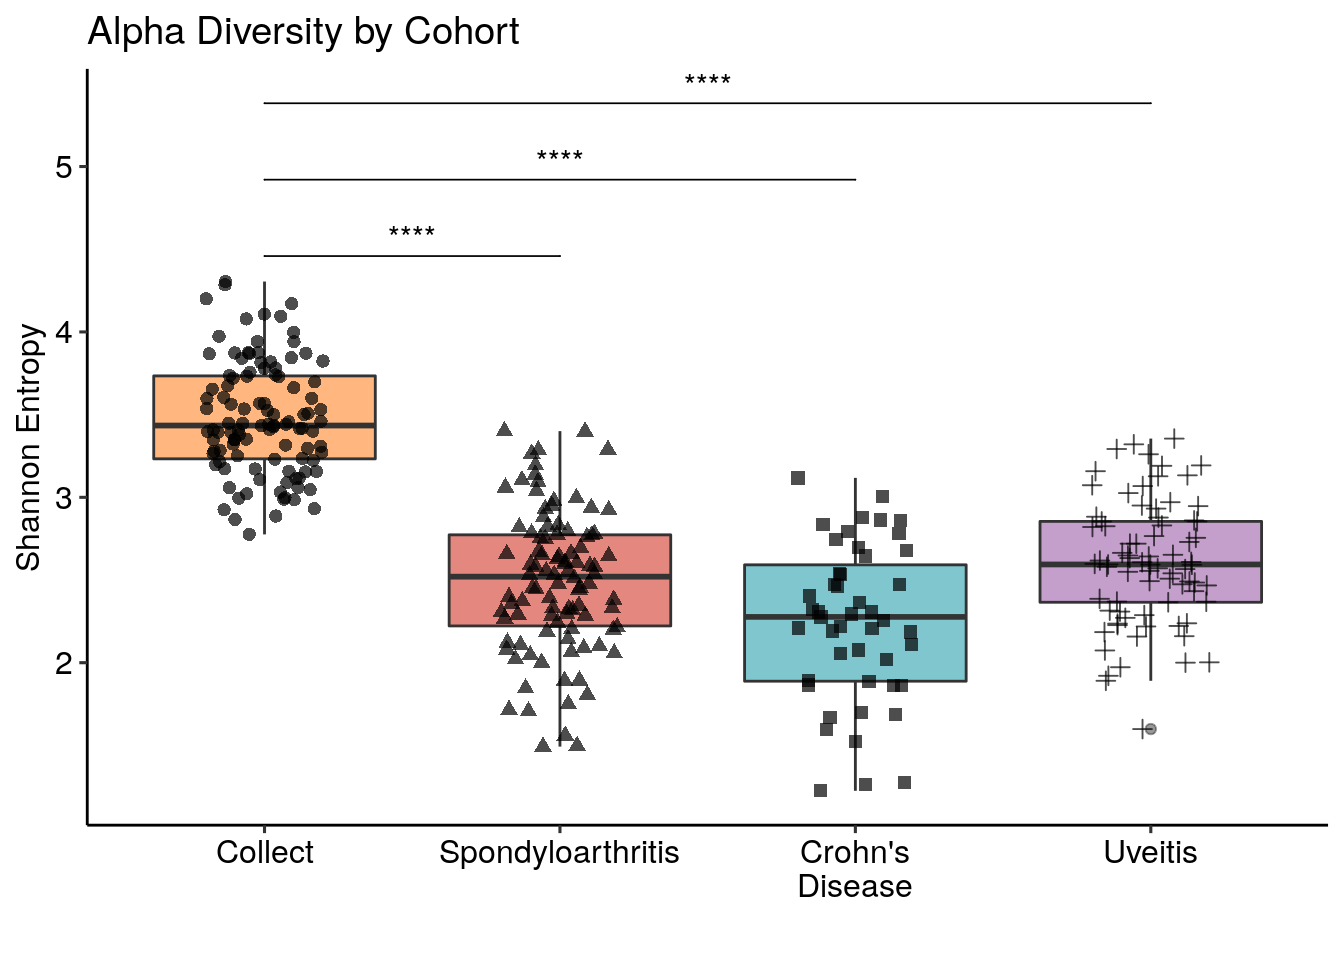 Alpha Diversity by Cohort
****
****
****
5
4
3
2
Shannon Entropy
Collect
Spondyloarthritis
Crohn's
Disease
Uveitis